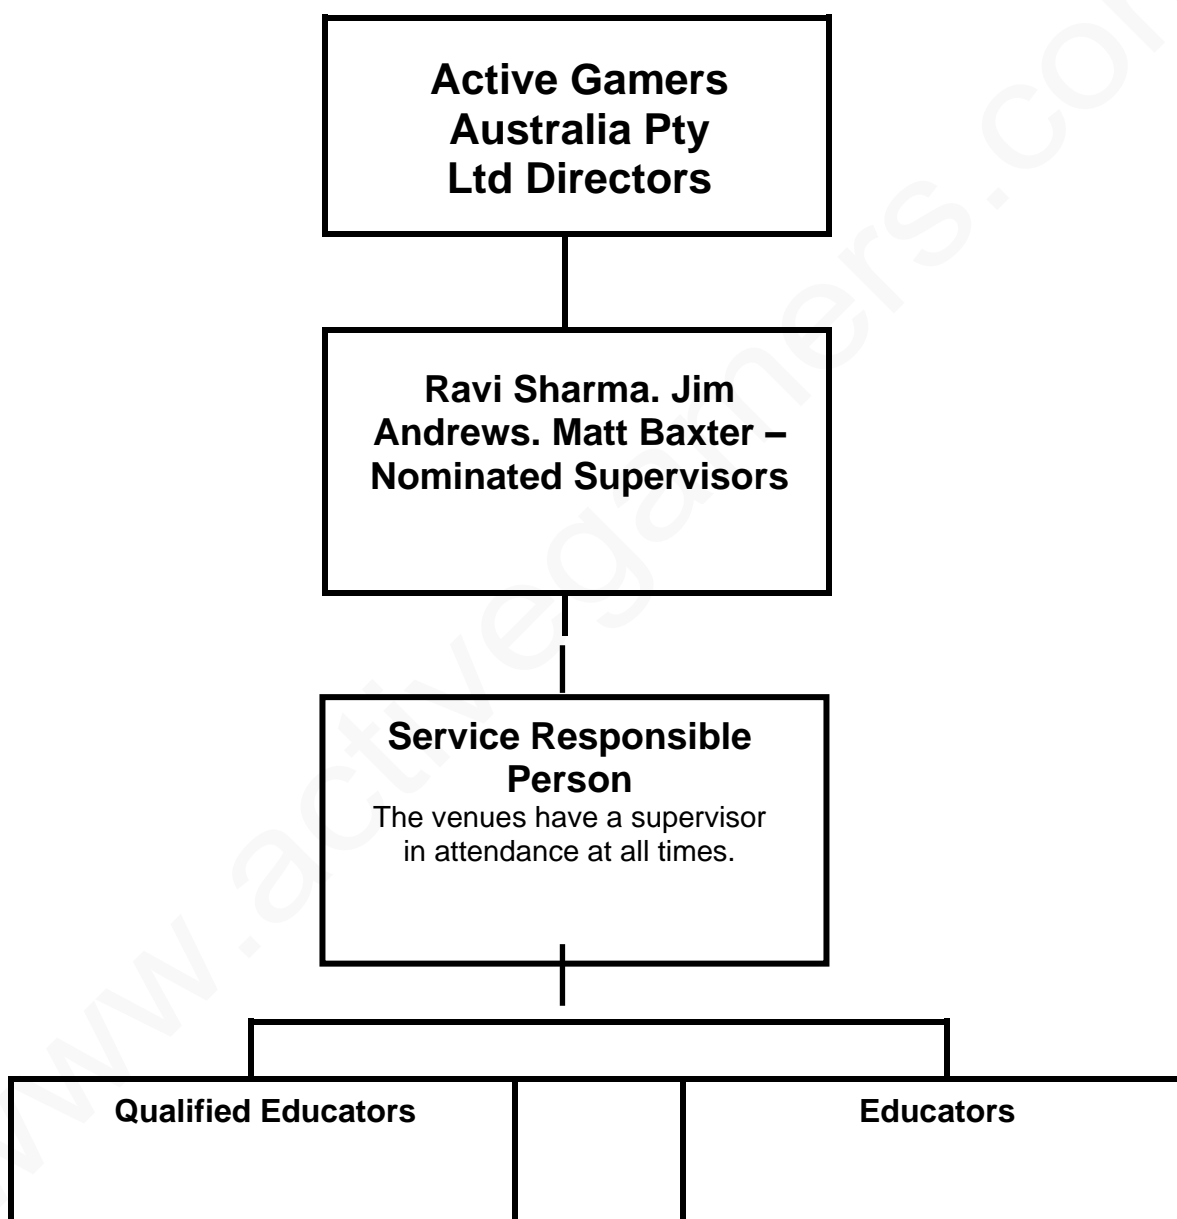 Active Gamers
Australia Pty
Ltd Directors
Ravi Sharma. Jim
Andrews. Matt Baxter –
Nominated Supervisors
Service Responsible
Person
The venues have a supervisor
in attendance at all times.
Qualified Educators
Educators
www.activegamers.com